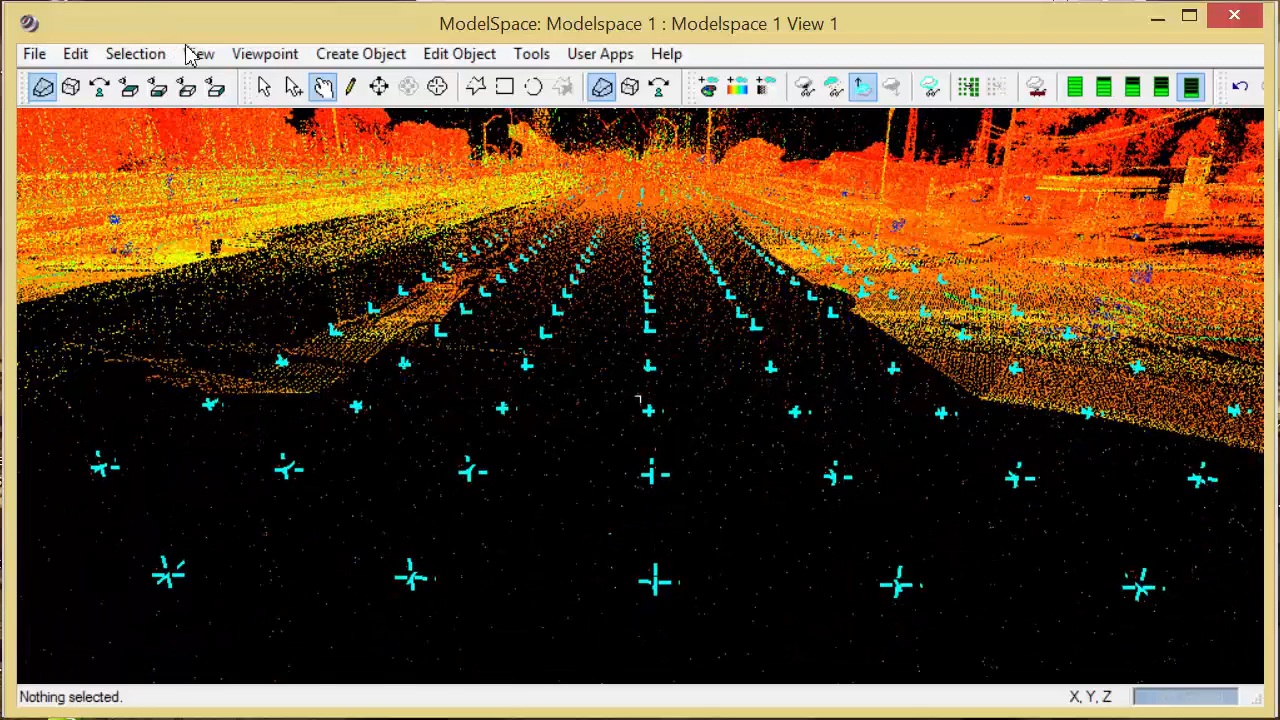 ModelSpace: Modelspace 1 : Modelspace 1 View 1
File Edit Selection View Viewpoint Create Object Edit Object Tools User Apps Help
Nothing selected. X, Y, Z